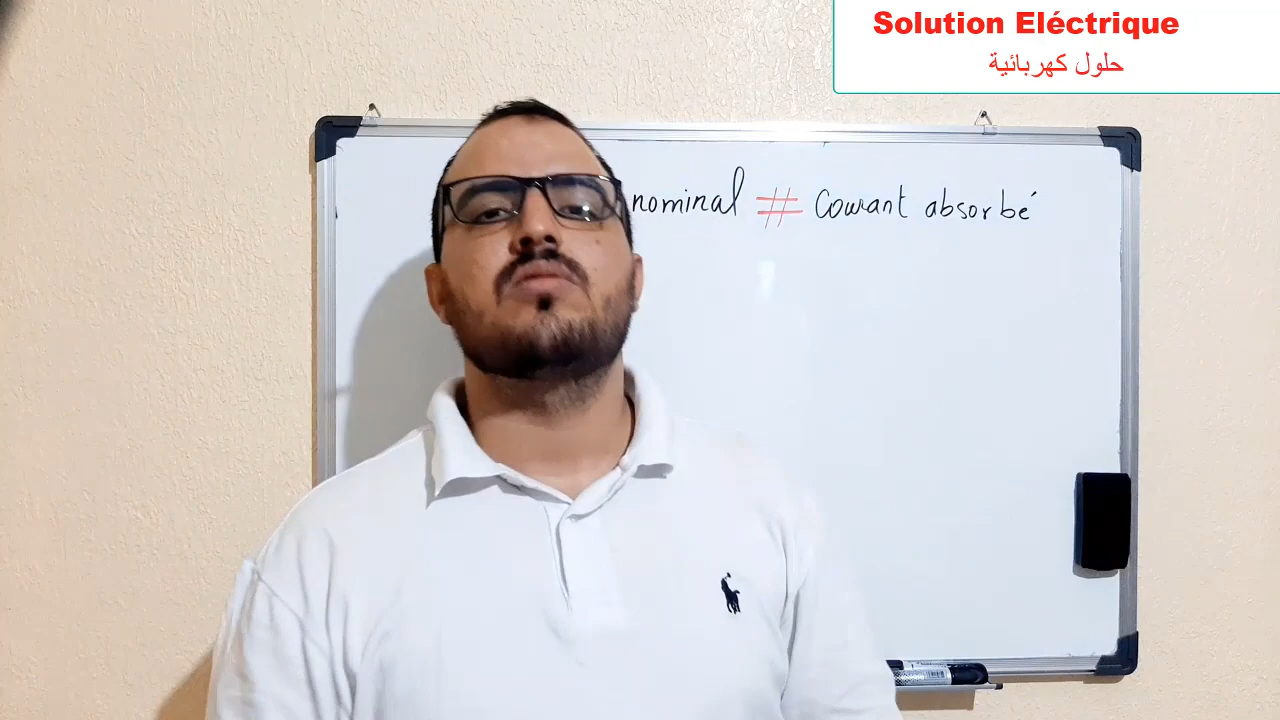 Solution Eléctrique
حلول كهربائية
nominal # Courant absorbé